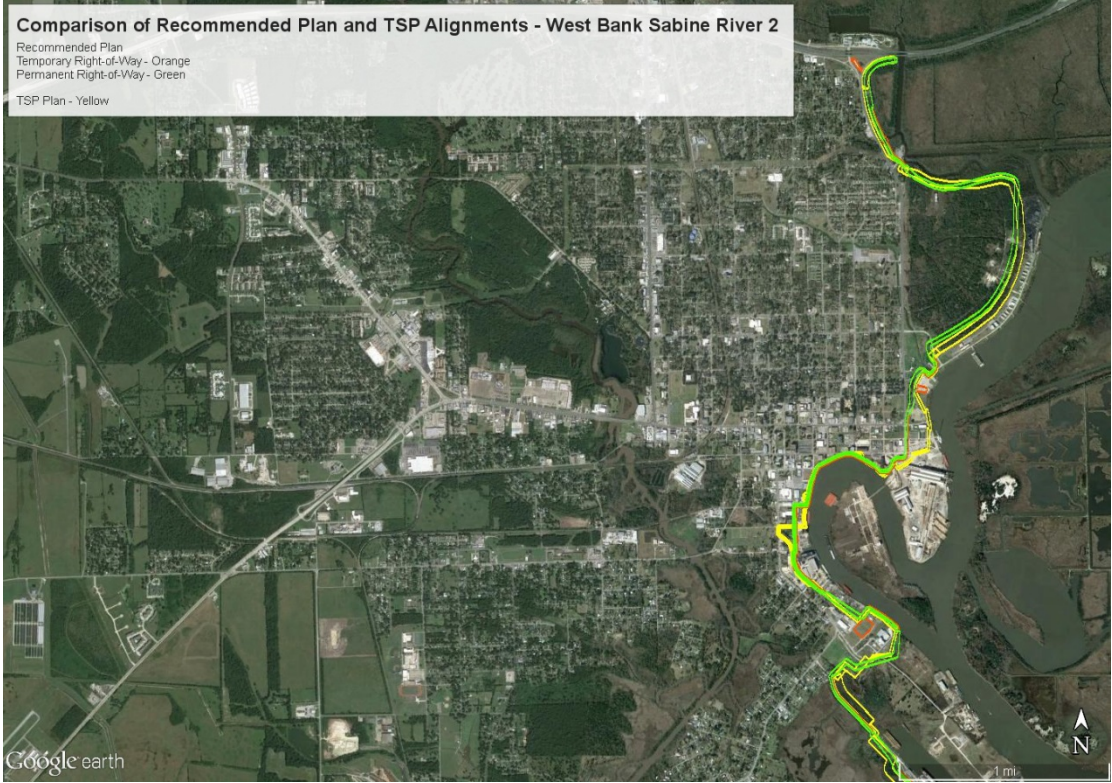 Comparison of Recommended Plan and TSP Alignments - West Bank Sabine River 2
Recommended Plan
Temporary Right-of-Way - Orange
Permanent Right-of-Way - Green
TSP Plan - Yellow
N
1 mi
Google earth